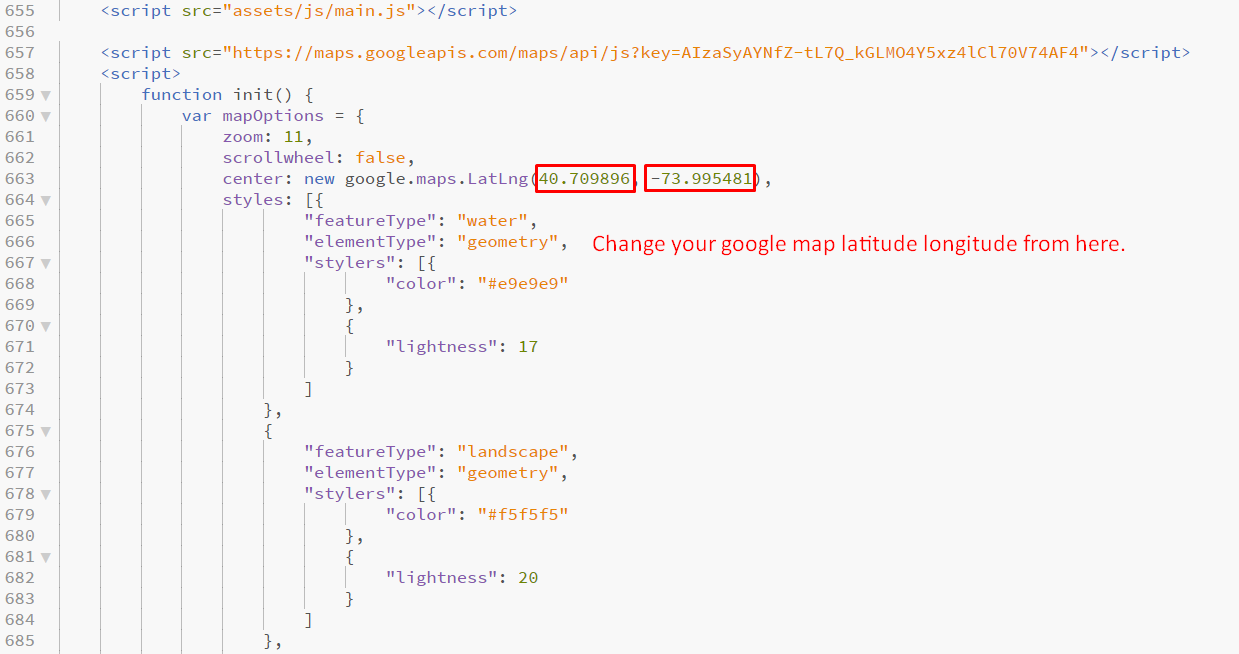 655 <script src="assets/js/main.js"></script>
656
657 <script src="https://maps.googleapis.com/maps/api/js?key=AIzaSyAYNfZ-tL7Q_kGLMO4Y5xz4lCl70V74AF4"></script>
658 <script>
659 function init() {
660 var mapOptions = {
661 zoom: 11,
662 scrollwheel: false,
663 center: new google.maps.LatLng(40.709896, -73.995481),
664 styles: [{
665 "featureType": "water",
666 "elementType": "geometry", Change your google map latitude longitude from here.
667 "stylers": [{
668 "color": "#e9e9e9"
669 },
670 {
671 "lightness": 17
672 }
673 ]
674 },
675 {
676 "featureType": "landscape",
677 "elementType": "geometry",
678 "stylers": [{
679 "color": "#f5f5f5"
680 },
681 {
682 "lightness": 20
683 }
684 ]
685 },